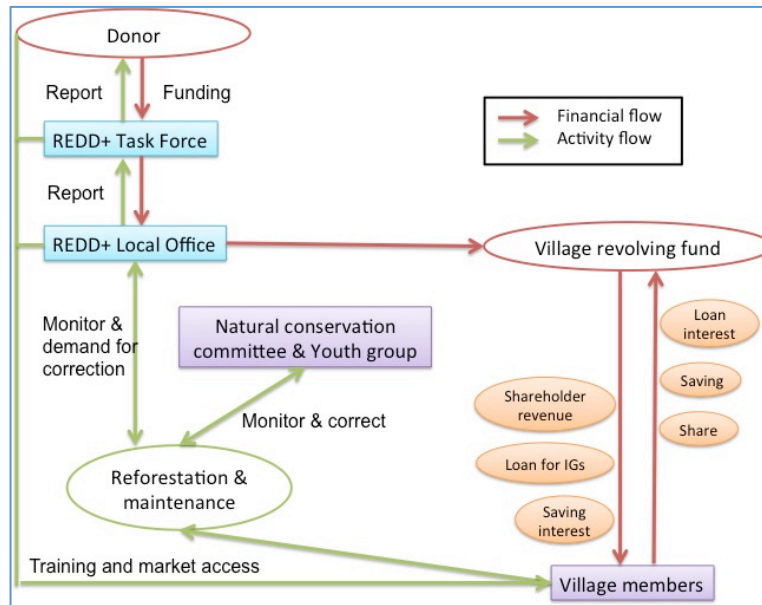 Donor
Report
Funding
Financial flow
Activity flow
REDD+ Task Force
Report
REDD+ Local Office
Village revolving fund
Monitor &
demand for
correction
Natural conservation
committee & Youth group
Loan
interest
Saving
Share
Shareholder
revenue
Monitor & correct
Loan for IGs
Reforestation &
maintenance
Saving
interest
Training and market access
Village members